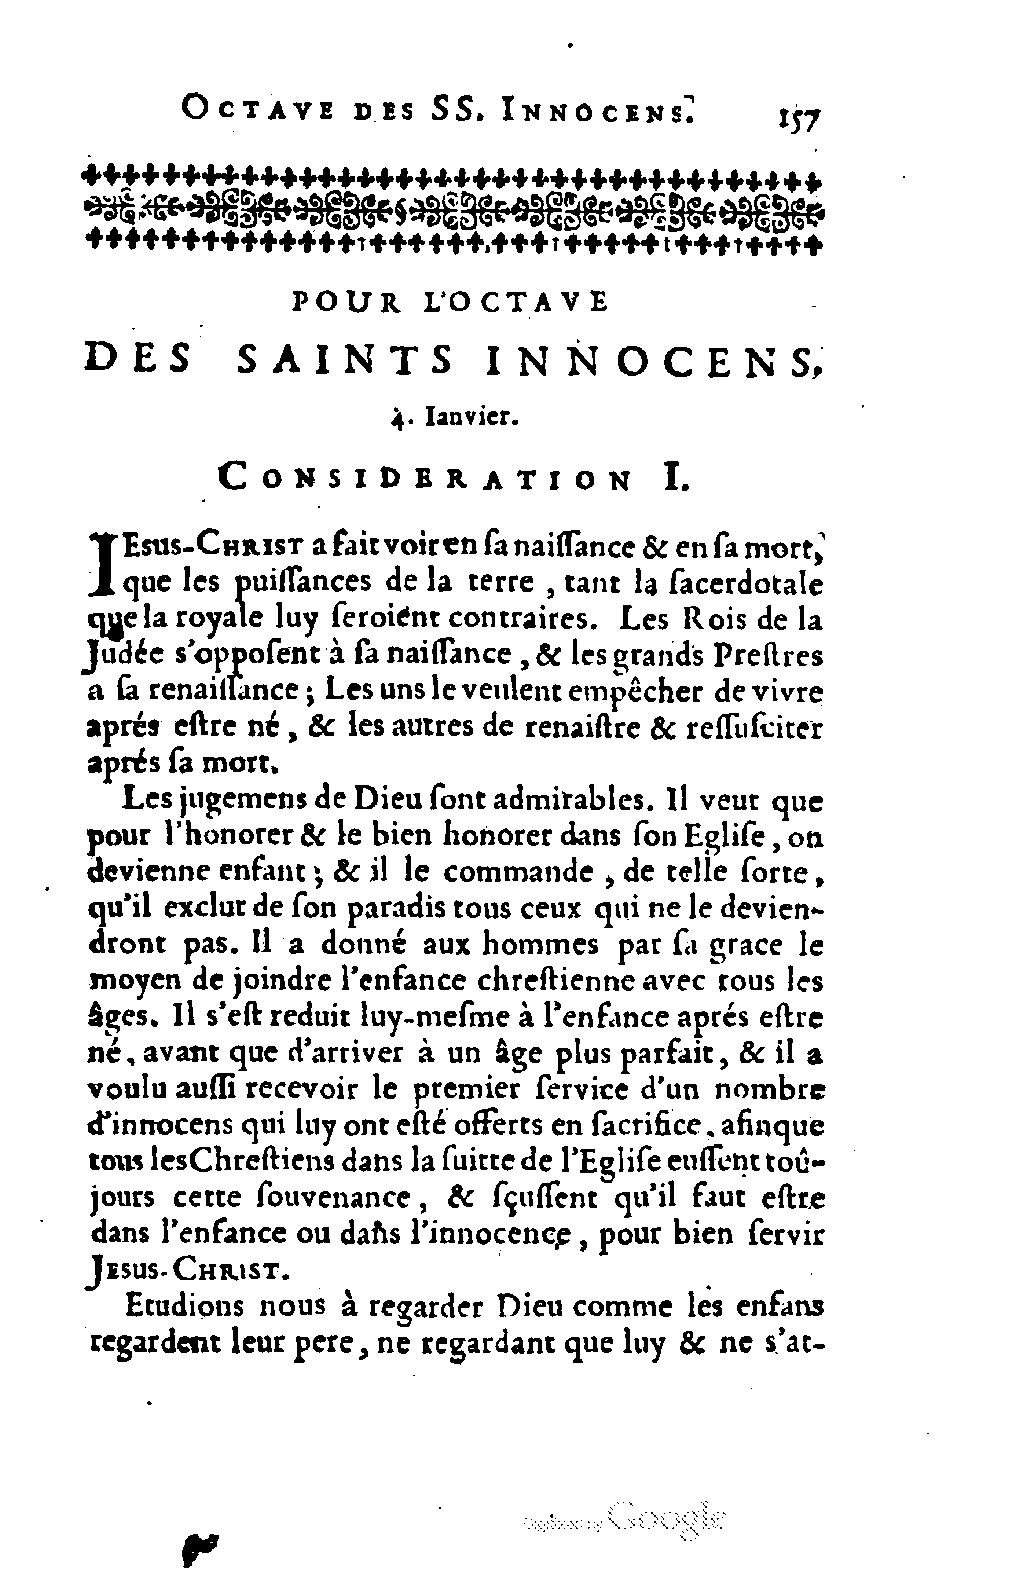 OCTAVE DES SS. INNOCENS. 157
POUR L'OCTAVE
DES SAINTS INNOCENS,
4. Ianvier.
CONSIDERATION I.
IEsus-CHRIST a fait voir en ſa naiſſance & en ſa mort,
que les puiſſances de la terre, tant la ſacerdotale
que la royale luy ſeroient contraires. Les Rois de la
Judée s'oppoſent à ſa naiſſance, & les grands Preſtres
a ſa renaiſſance; Les uns le veulent empêcher de vivre
aprés eſtre né, & les autres de renaiſtre & reſſuſciter
aprés ſa mort.
Les jugemens de Dieu ſont admirables. Il veut que
pour l'honorer & le bien honorer dans ſon Egliſe, on
devienne enfant; & il le commande, de telle ſorte,
qu'il exclut de ſon paradis tous ceux qui ne le devien-
dront pas. Il a donné aux hommes par ſa grace le
moyen de joindre l'enfance chreſtienne avec tous les
âges. Il s'eſt reduit luy-meſme à l'enfance aprés eſtre
né, avant que d'arriver à un âge plus parfait, & il a
voulu auſſi recevoir le premier ſervice d'un nombre
d'innocens qui luy ont eſté offerts en ſacrifice, afinque
tous les Chreſtiens dans la ſuitte de l'Egliſe euſſent toû-
jours cette ſouvenance, & ſçuſſent qu'il faut eſtre
dans l'enfance ou dans l'innocence, pour bien ſervir
JESUS-CHRIST.
Etudions nous à regarder Dieu comme les enfans
regardent leur pere, ne regardant que luy & ne s'at-
Digitized by Google